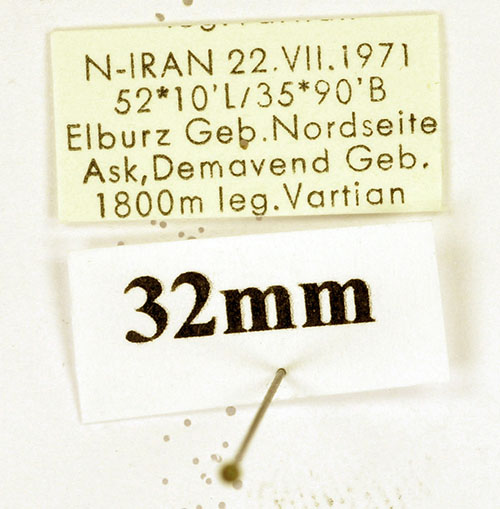 N-IRAN 22.VII.1971
52*10'L/35*90'B
Elburz Geb.Nordseite
Ask,Demavend Geb.
1800m leg.Vartian
32mm